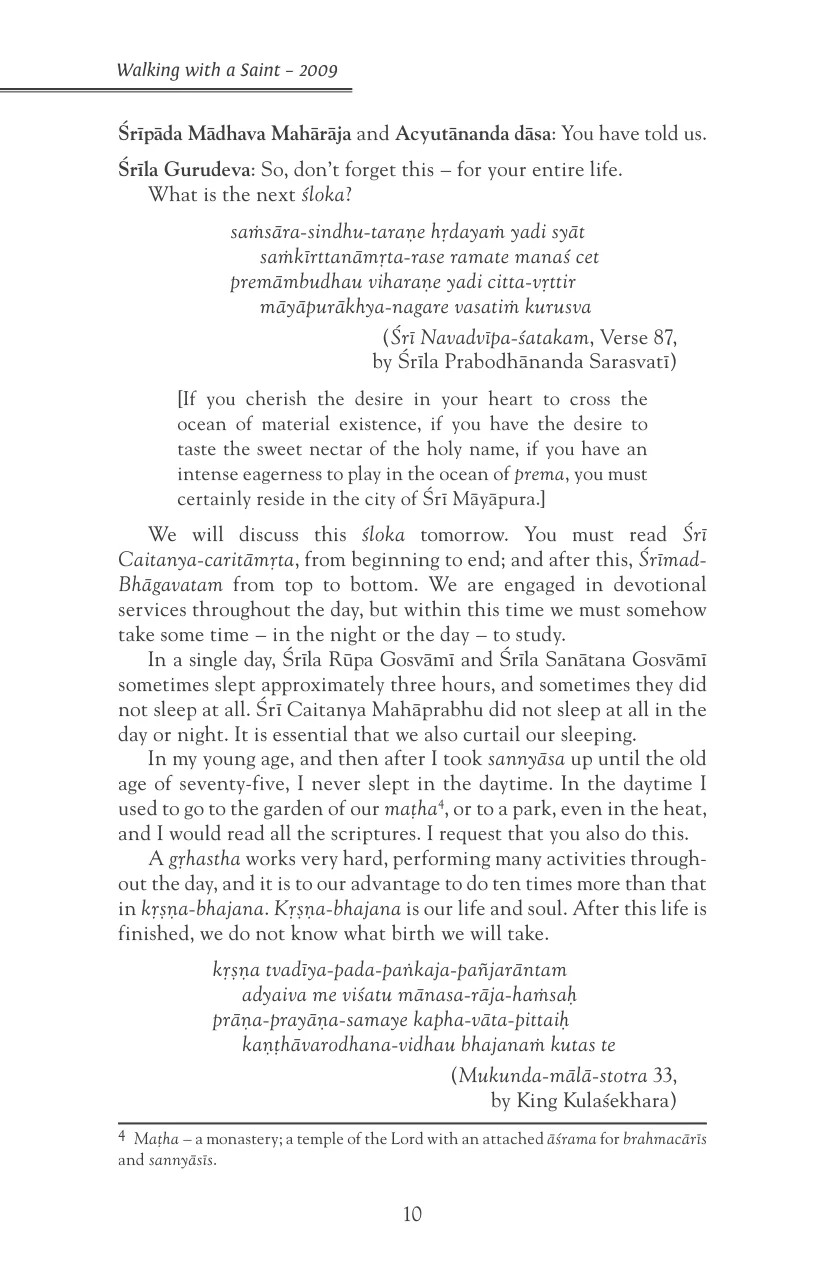 Walking with a Saint – 2009
Śrīpāda Mādhava Mahārāja and Acyutānanda dāsa: You have told us.
Śrīla Gurudeva: So, don’t forget this – for your entire life.
What is the next śloka?
saṁsāra-sindhu-taraṇe hṛdayaṁ yadi syāt
saṁkīrttanāmṛta-rase ramate manaś cet
premāmbudhau viharaṇe yadi citta-vṛttir
māyāpurākhya-nagare vasatiṁ kurusva
(Śrī Navadvīpa-śatakam, Verse 87,
by Śrīla Prabodhānanda Sarasvatī)
[If you cherish the desire in your heart to cross the
ocean of material existence, if you have the desire to
taste the sweet nectar of the holy name, if you have an
intense eagerness to play in the ocean of prema, you must
certainly reside in the city of Śrī Māyāpura.]
We will discuss this śloka tomorrow. You must read Śrī
Caitanya-caritāmṛta, from beginning to end; and after this, Śrīmad-
Bhāgavatam from top to bottom. We are engaged in devotional
services throughout the day, but within this time we must somehow
take some time – in the night or the day – to study.
In a single day, Śrīla Rūpa Gosvāmī and Śrīla Sanātana Gosvāmī
sometimes slept approximately three hours, and sometimes they did
not sleep at all. Śrī Caitanya Mahāprabhu did not sleep at all in the
day or night. It is essential that we also curtail our sleeping.
In my young age, and then after I took sannyāsa up until the old
age of seventy-five, I never slept in the daytime. In the daytime I
used to go to the garden of our maṭha4, or to a park, even in the heat,
and I would read all the scriptures. I request that you also do this.
A gṛhastha works very hard, performing many activities through-
out the day, and it is to our advantage to do ten times more than that
in kṛṣṇa-bhajana. Kṛṣṇa-bhajana is our life and soul. After this life is
finished, we do not know what birth we will take.
kṛṣṇa tvadīya-pada-paṅkaja-pañjarāntam
adyaiva me viśatu mānasa-rāja-haṁsaḥ
prāṇa-prayāṇa-samaye kapha-vāta-pittaiḥ
kaṇṭhāvarodhana-vidhau bhajanaṁ kutas te
(Mukunda-mālā-stotra 33,
by King Kulaśekhara)
4 Maṭha – a monastery; a temple of the Lord with an attached āśrama for brahmacārīs
and sannyāsīs.
10